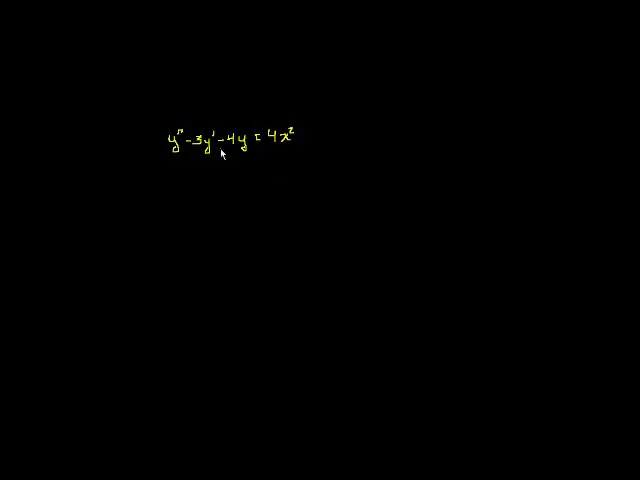 y'' - 3y' - 4y = 4x²